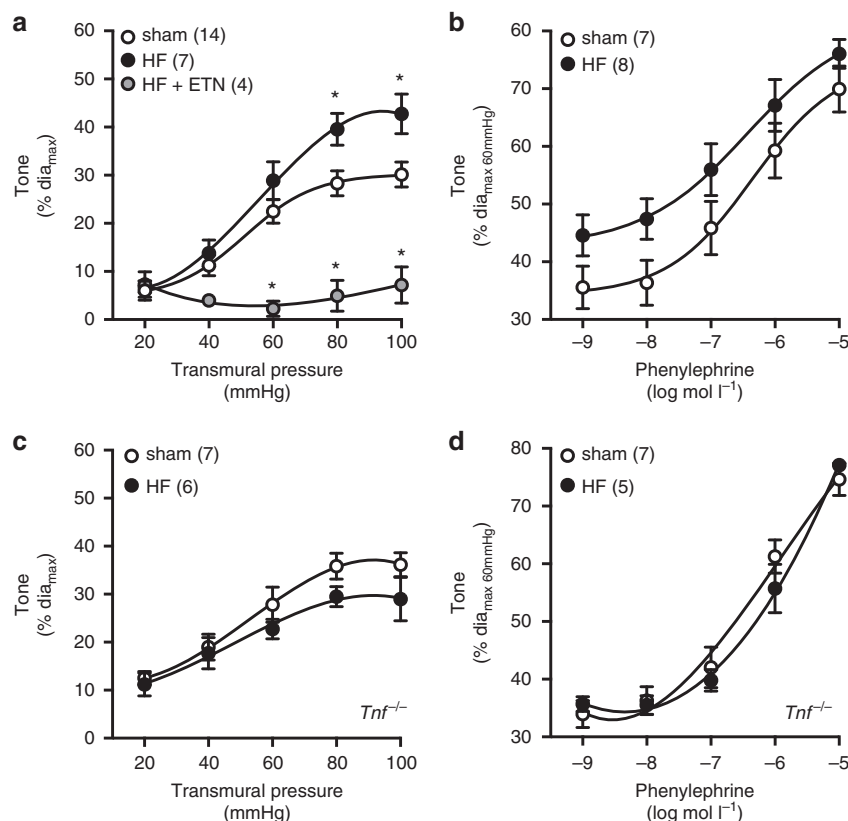 a
sham (14)
HF (7)
HF + ETN (4)
60
50
40
30
20
10
0
Tone
(% dia_max)
* *
* * *
20 40 60 80 100
Transmural pressure
(mmHg)
b
sham (7)
HF (8)
80
70
60
50
40
30
Tone
(% dia_max 60mmHg)
–9 –8 –7 –6 –5
Phenylephrine
(log mol l⁻¹)
c
sham (7)
HF (6)
60
50
40
30
20
10
0
Tone
(% dia_max)
Tnf⁻/⁻
20 40 60 80 100
Transmural pressure
(mmHg)
d
sham (7)
HF (5)
80
70
60
50
40
30
Tone
(% dia_max 60mmHg)
Tnf⁻/⁻
–9 –8 –7 –6 –5
Phenylephrine
(log mol l⁻¹)